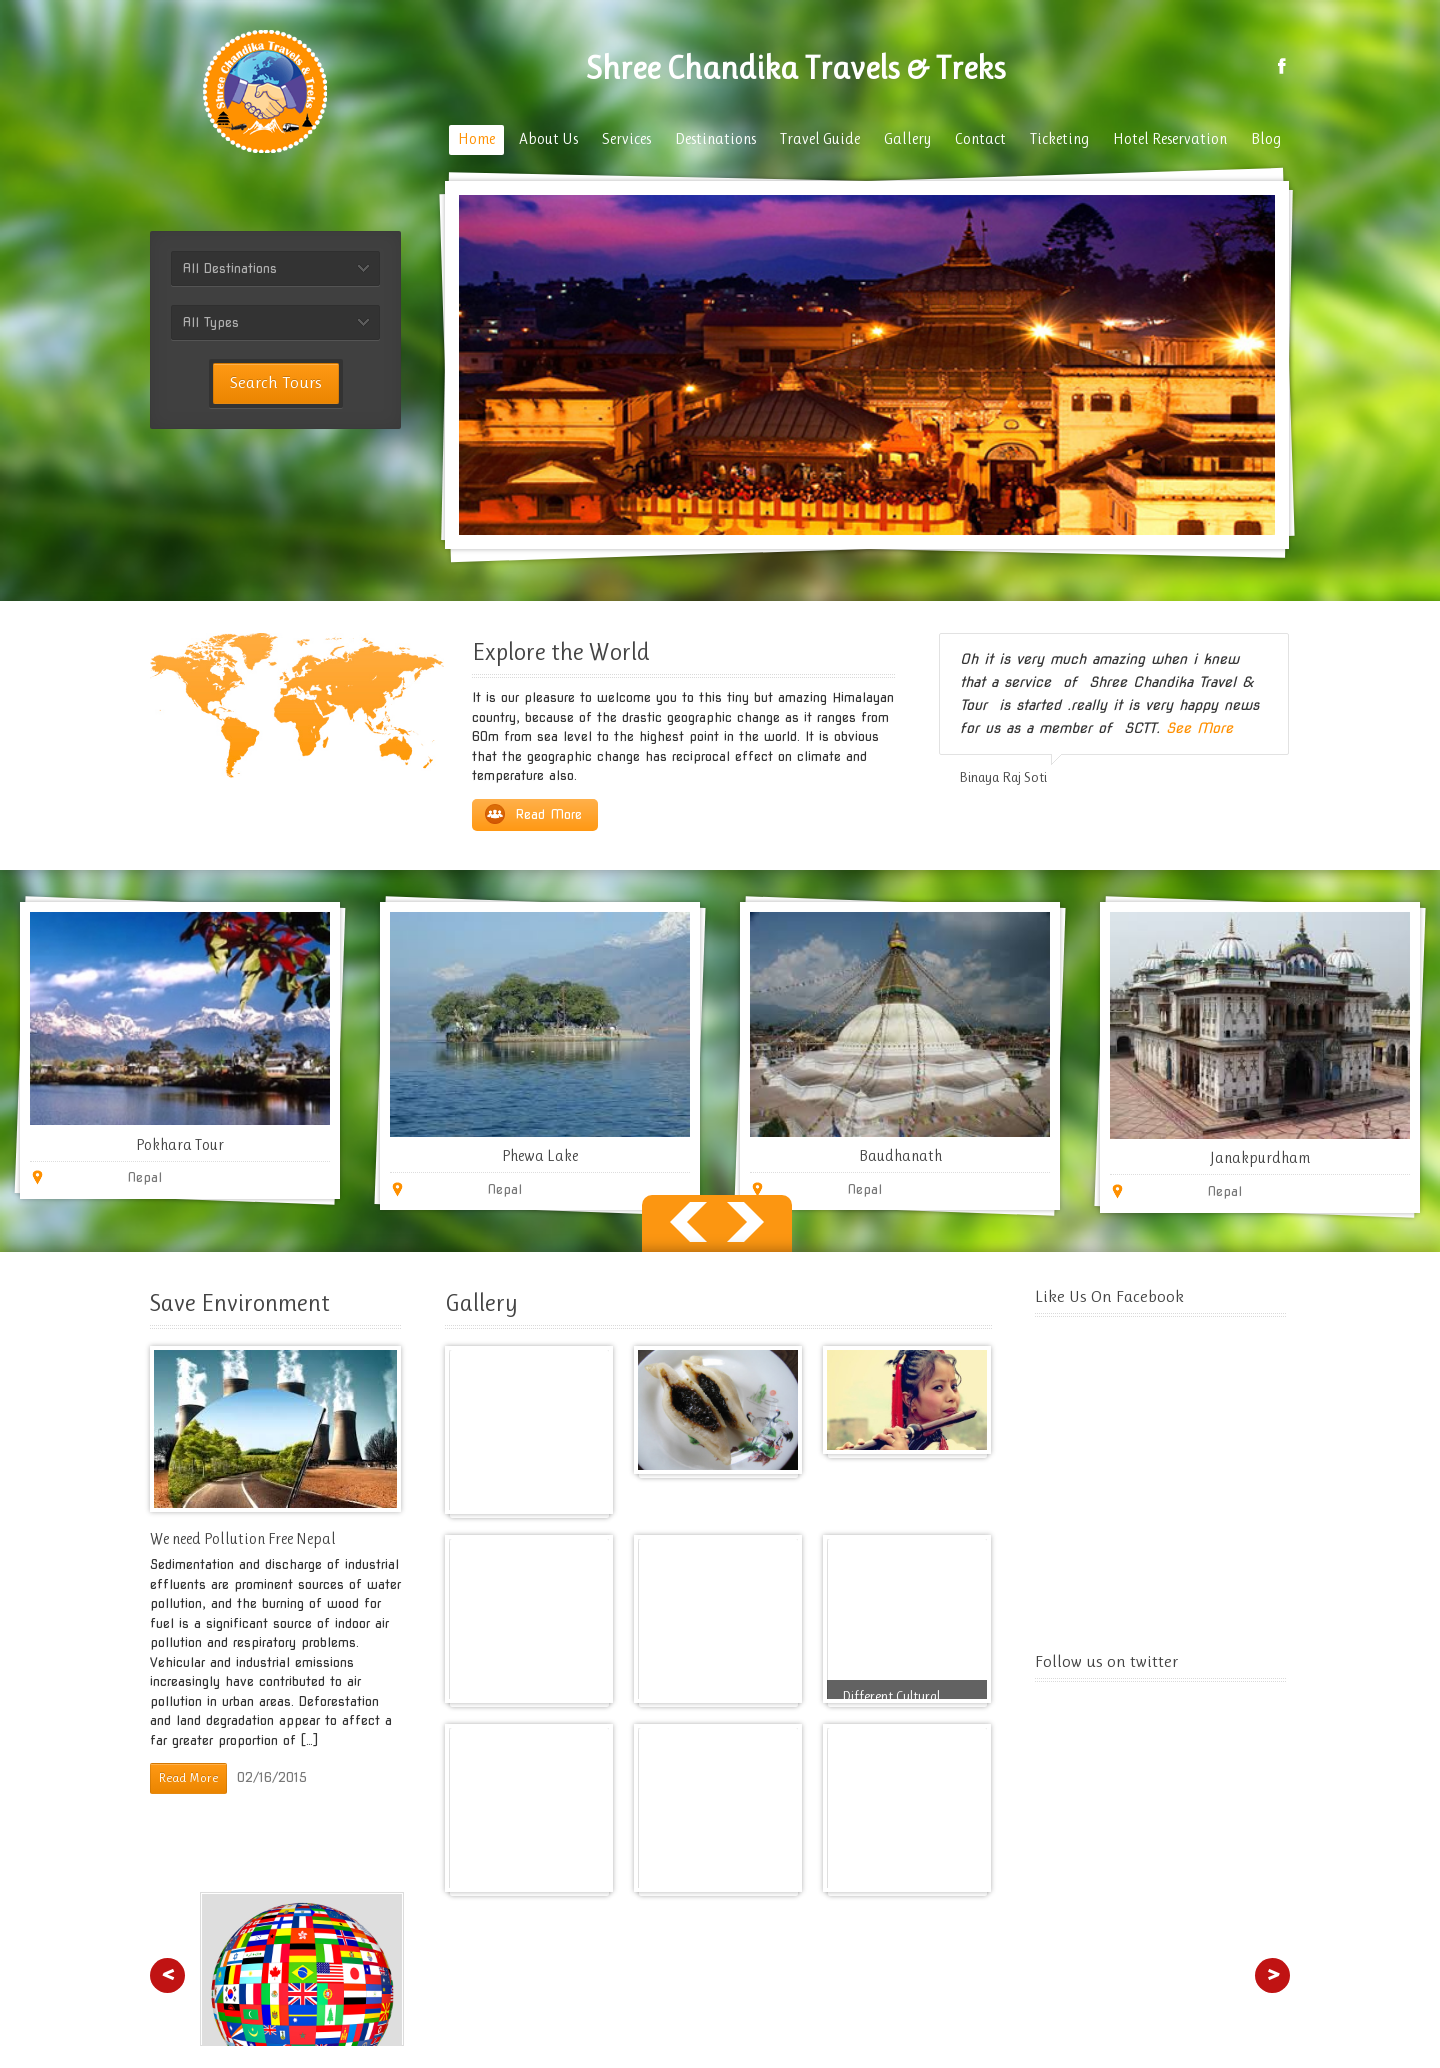 Shree Chandika Travels & Treks
Shree Chandika Travels & Treks
Home About Us Services Destinations Travel Guide Gallery Contact Ticketing Hotel Reservation Blog
All Destinations
All Types
Search Tours
Explore the World
It is our pleasure to welcome you to this tiny but amazing Himalayan
country, because of the drastic geographic change as it ranges from
60m from sea level to the highest point in the world. It is obvious
that the geographic change has reciprocal effect on climate and
temperature also.
Read More
Oh it is very much amazing when i knew
that a service of Shree Chandika Travel &
Tour is started .really it is very happy news
for us as a member of SCTT. See More
Binaya Raj Soti
Pokhara Tour
Nepal
Phewa Lake
Nepal
Baudhanath
Nepal
Janakpurdham
Nepal
Save Environment
We need Pollution Free Nepal
Sedimentation and discharge of industrial
effluents are prominent sources of water
pollution, and the burning of wood for
fuel is a significant source of indoor air
pollution and respiratory problems.
Vehicular and industrial emissions
increasingly have contributed to air
pollution in urban areas. Deforestation
and land degradation appear to affect a
far greater proportion of [...]
Read More 02/16/2015
Gallery
Different Cultural
Like Us On Facebook
Follow us on twitter
<
>